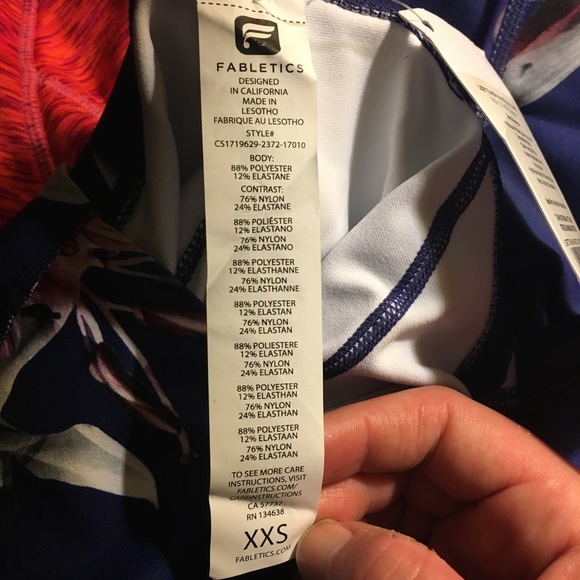 FABLETICS
DESIGNED
IN CALIFORNIA
MADE IN
LESOTHO
FABRIQUE AU LESOTHO
STYLE#
CS1719629-2372-17010
BODY:
88% POLYESTER
12% ELASTANE
CONTRAST:
76% NYLON
24% ELASTANE
88% POLIÉSTER
12% ELASTANO
76% NYLON
24% ELASTANO
88% POLYESTER
12% ELASTHANNE
76% NYLON
24% ELASTHANNE
88% POLYESTER
12% ELASTAN
76% NYLON
24% ELASTAN
88% POLIESTERE
12% ELASTAN
76% NYLON
24% ELASTAN
88% POLYESTER
12% ELASTHAN
76% NYLON
24% ELASTHAN
88% POLYESTER
12% ELASTAAN
76% NYLON
24% ELASTAAN
TO SEE MORE CARE
INSTRUCTIONS, VISIT
FABLETICS.COM/
CAREINSTRUCTIONS
CA 57737
RN 134638
XXS
FABLETICS.COM